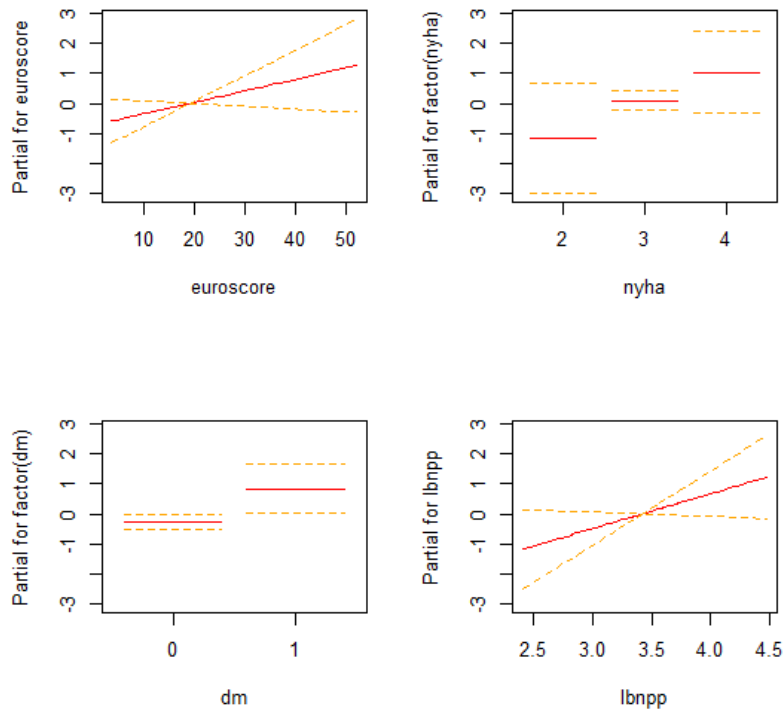 Partial for euroscore
3
2
1
0
-1
-3
10 20 30 40 50
euroscore
Partial for factor(nyha)
3
2
1
0
-1
-3
2 3 4
nyha
Partial for factor(dm)
3
2
1
0
-1
-3
0 1
dm
Partial for lbnpp
3
2
1
0
-1
-3
2.5 3.0 3.5 4.0 4.5
lbnpp